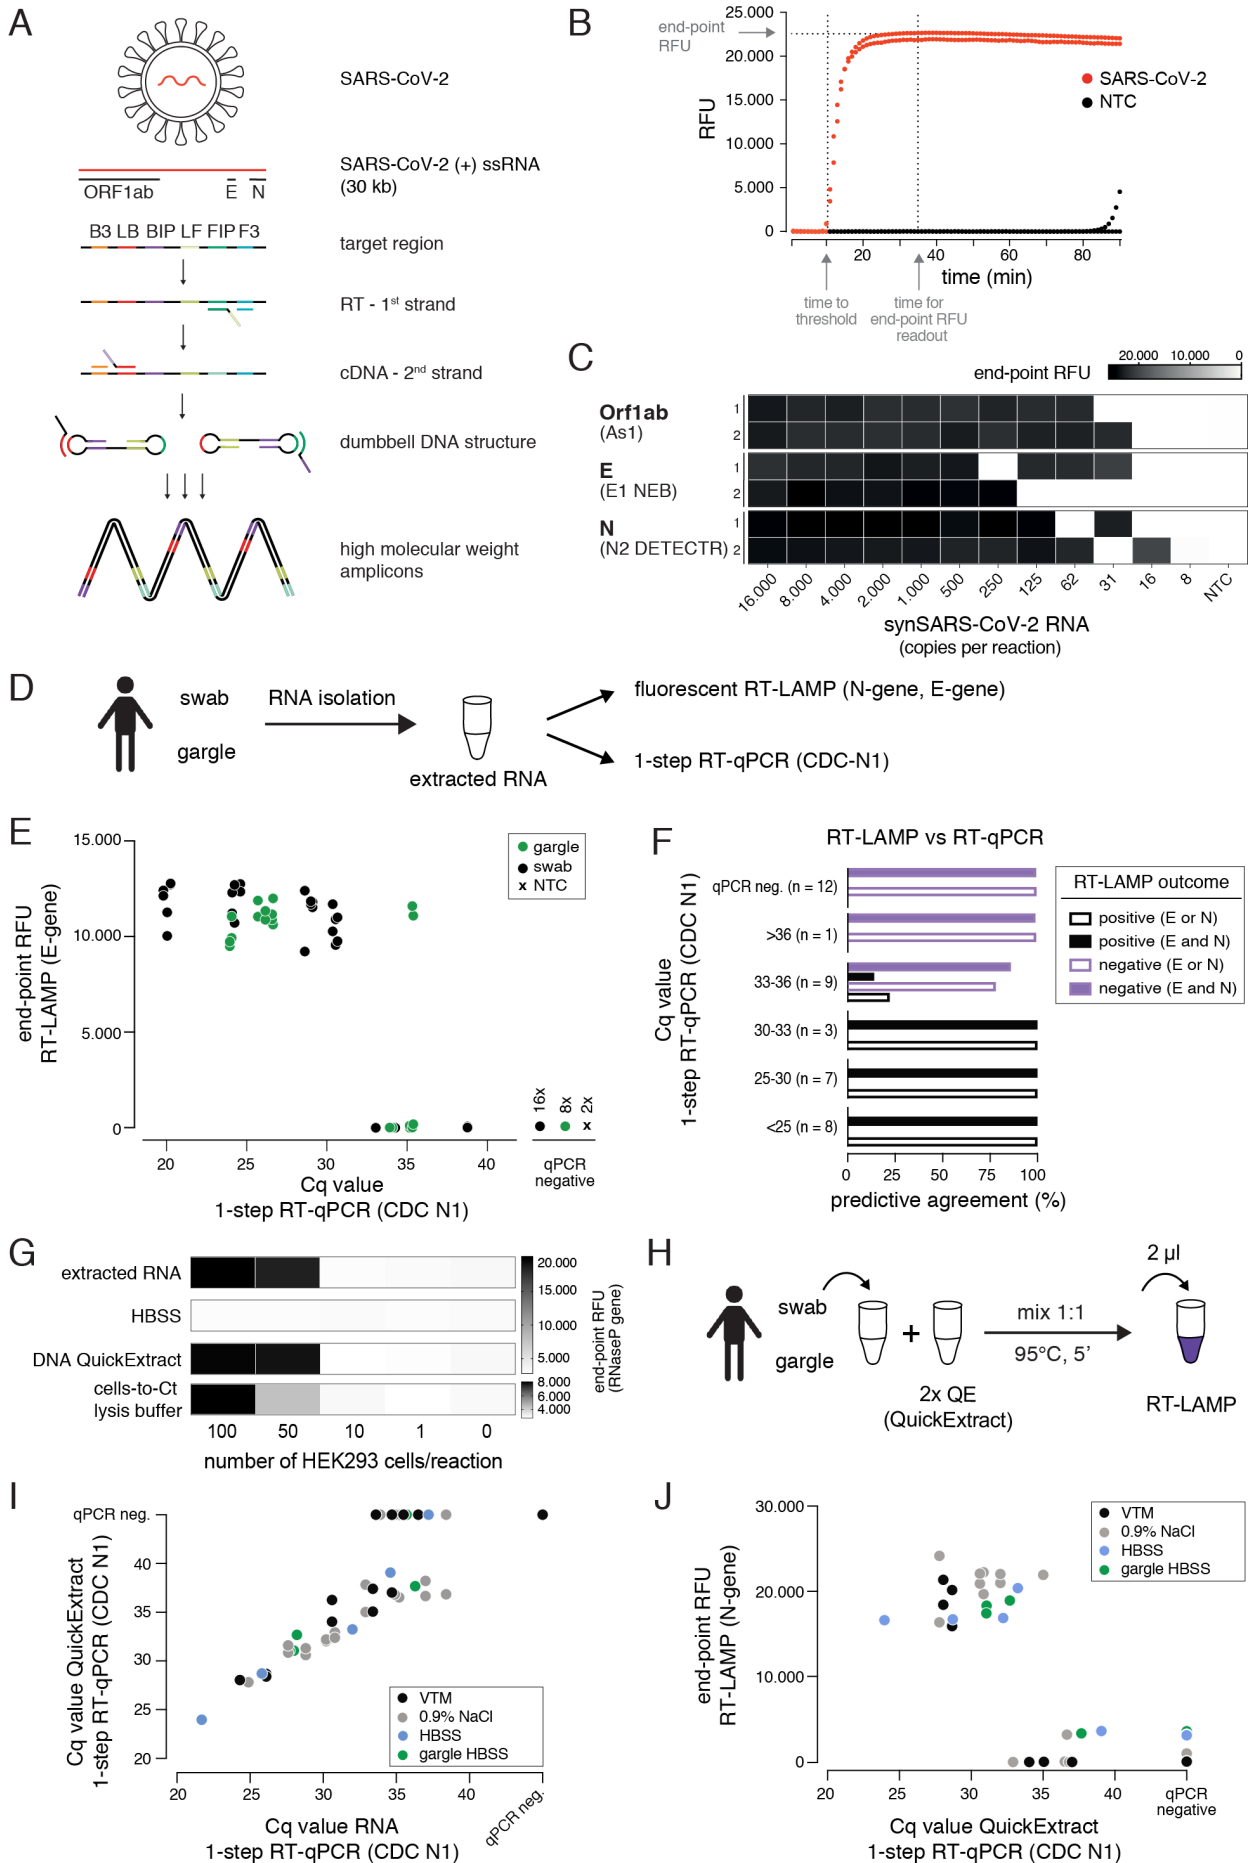 A
SARS-CoV-2
SARS-CoV-2 (+) ssRNA
(30 kb)
ORF1ab
E
N
B3 LB BIP LF FIP F3
target region
RT - 1st strand
cDNA - 2nd strand
dumbbell DNA structure
high molecular weight
amplicons
B
end-point
RFU
25.000
20.000
15.000
10.000
5.000
0
RFU
SARS-CoV-2
NTC
20
40
60
80
time (min)
time to
threshold
time for
end-point RFU
readout
C
end-point RFU
20.000
10.000
0
Orf1ab
(As1)
1
2
E
(E1 NEB)
1
2
N
(N2 DETECTR)
1
2
16.000
8.000
4.000
2.000
1.000
500
250
125
62
31
16
8
NTC
synSARS-CoV-2 RNA
(copies per reaction)
D
swab
gargle
RNA isolation
extracted RNA
fluorescent RT-LAMP (N-gene, E-gene)
1-step RT-qPCR (CDC-N1)
E
15.000
10.000
5.000
0
end-point RFU
RT-LAMP (E-gene)
gargle
swab
x NTC
16x
8x
2x
x
20
25
30
35
40
qPCR
negative
Cq value
1-step RT-qPCR (CDC N1)
F
RT-LAMP vs RT-qPCR
Cq value
1-step RT-qPCR (CDC N1)
qPCR neg. (n = 12)
>36 (n = 1)
33-36 (n = 9)
30-33 (n = 3)
25-30 (n = 7)
<25 (n = 8)
0
25
50
75
100
predictive agreement (%)
RT-LAMP outcome
positive (E or N)
positive (E and N)
negative (E or N)
negative (E and N)
G
extracted RNA
HBSS
DNA QuickExtract
cells-to-Ct
lysis buffer
100
50
10
1
0
number of HEK293 cells/reaction
20.000
15.000
10.000
5.000
8.000
6.000
4.000
end-point RFU
(RNaseP gene)
H
swab
gargle
+
2x QE
(QuickExtract)
mix 1:1
95°C, 5’
2 µl
RT-LAMP
I
qPCR neg.
40
35
30
25
20
Cq value QuickExtract
1-step RT-qPCR (CDC N1)
VTM
0.9% NaCl
HBSS
gargle HBSS
20
25
30
35
40
qPCR neg.
Cq value RNA
1-step RT-qPCR (CDC N1)
J
30.000
20.000
10.000
0
end-point RFU
RT-LAMP (N-gene)
VTM
0.9% NaCl
HBSS
gargle HBSS
20
25
30
35
40
qPCR
negative
Cq value QuickExtract
1-step RT-qPCR (CDC N1)